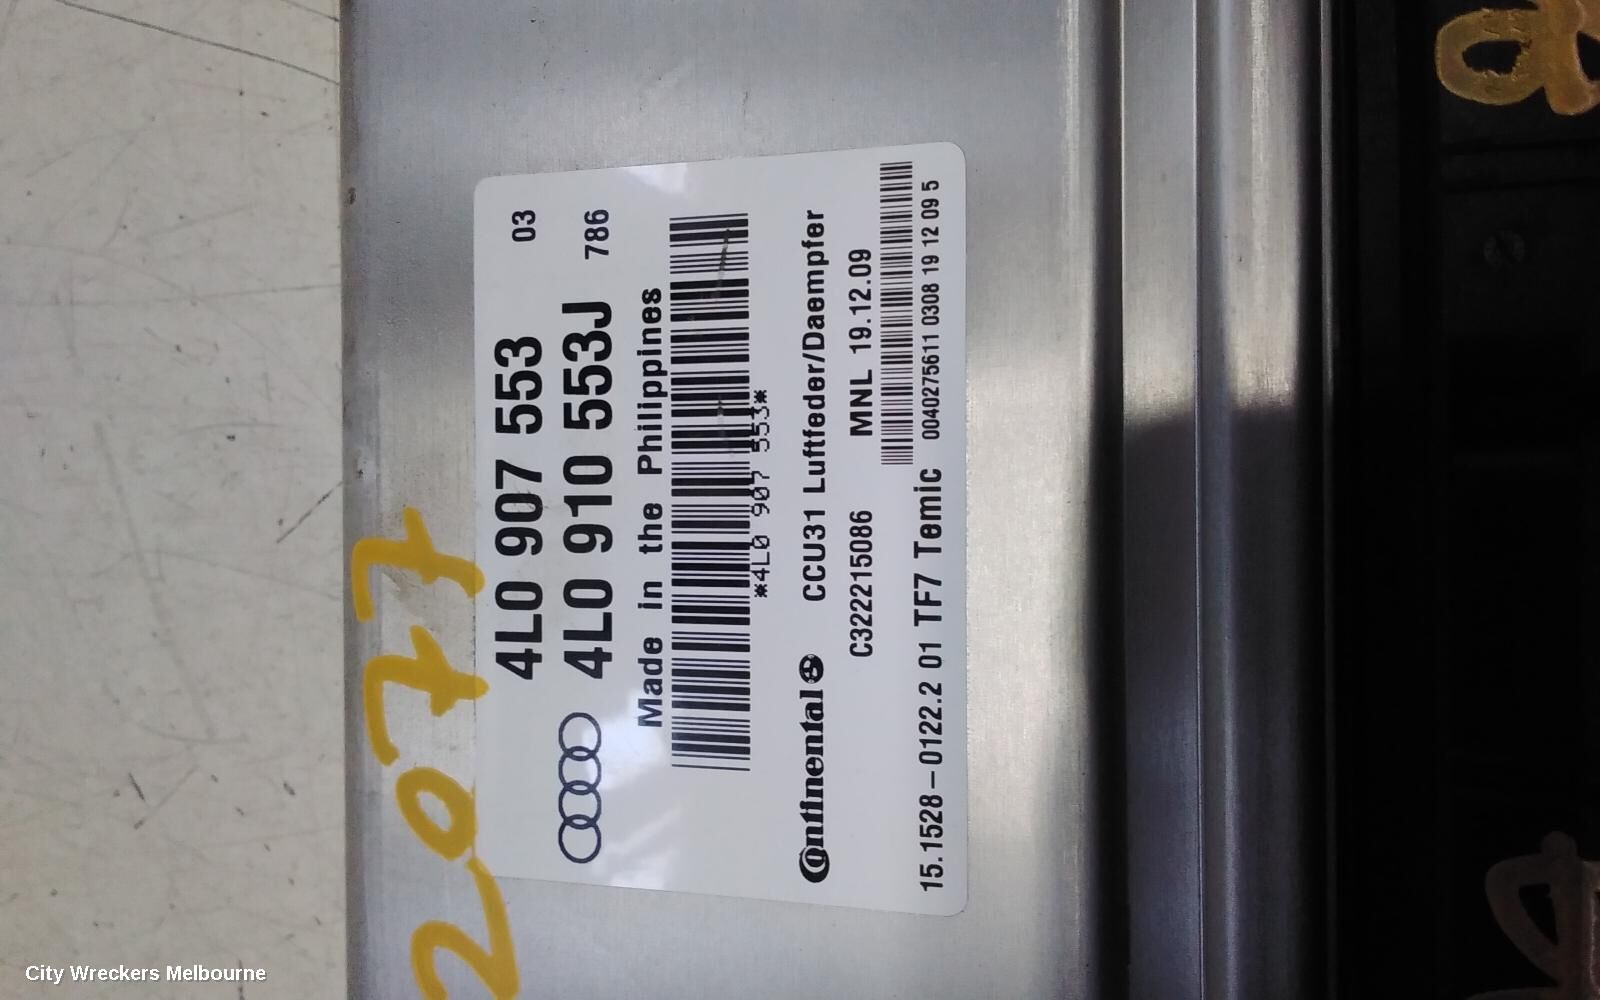 2077
4L0 907 553 03
4L0 910 553J 786
Made in the Philippines
*4L0 907 553*
Continental CCU31 Luftfeder/Daempfer
C322215086 MNL 19.12.09
15.1528-0122.2 01 TF7 Temic 0040275611 0308 19 12 09 5
City Wreckers Melbourne